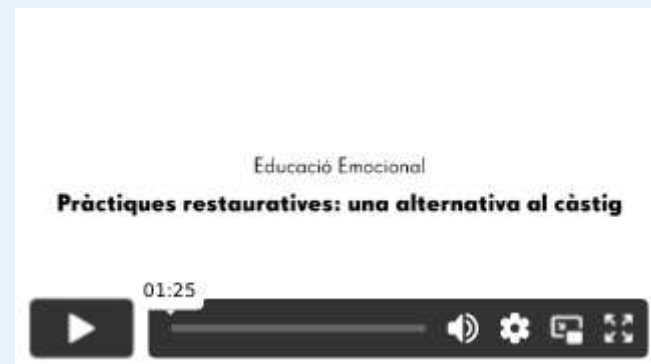 Educació Emocional
Pràctiques restauratives: una alternativa al càstig
01:25